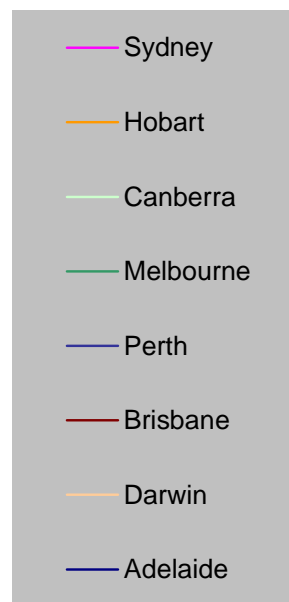 Sydney
Hobart
Canberra
Melbourne
Perth
Brisbane
Darwin
Adelaide